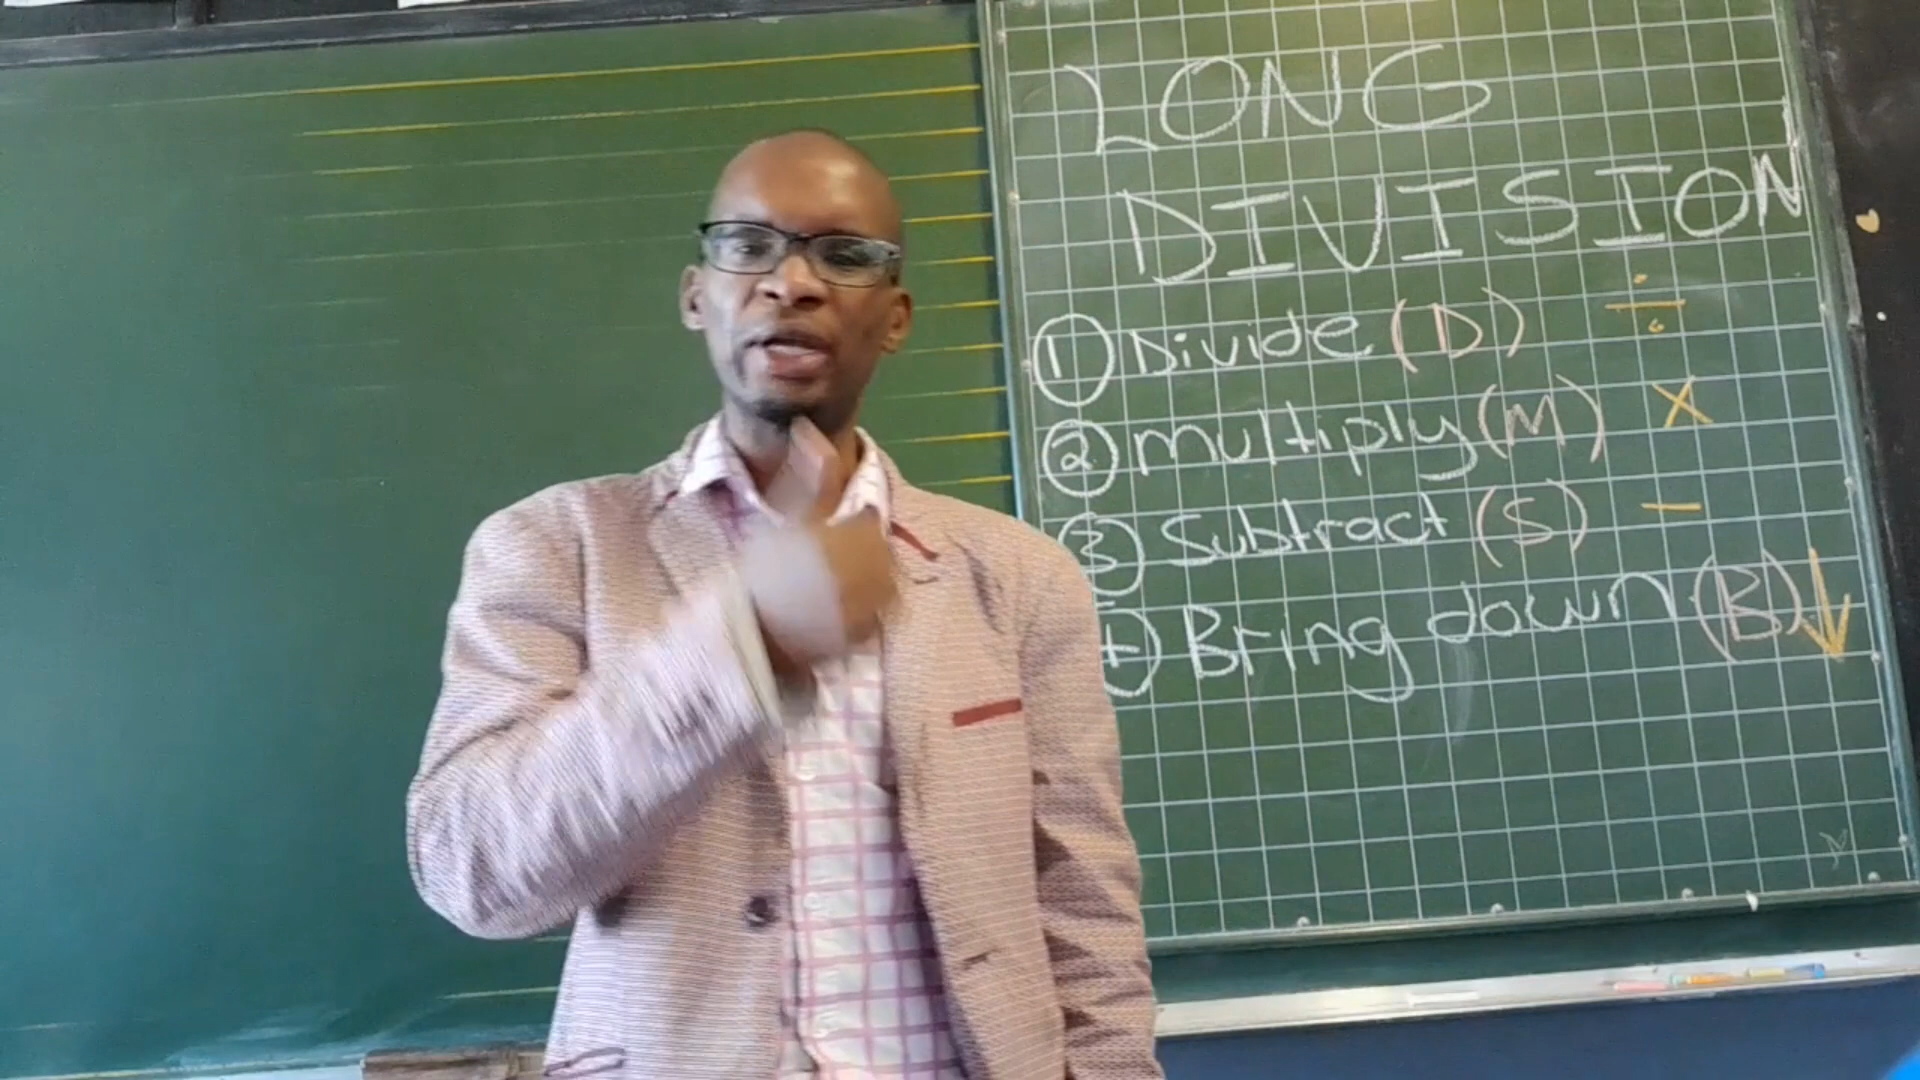 LONG
DIVISION
① Divide (D) ÷
② multiply (M) ×
③ Subtract (S) −
④ Bring down (B) ↓